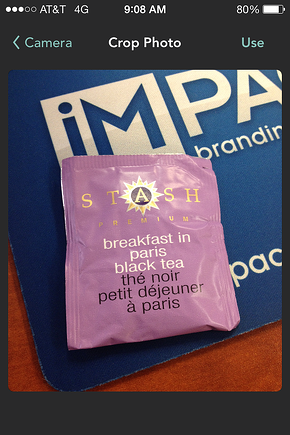 AT&T 4G 9:08 AM 80%
Camera Crop Photo Use
iMPA
brandin
STASH
PREMIUM
breakfast in
paris
black tea
thé noir
petit déjeuner
à paris
pac